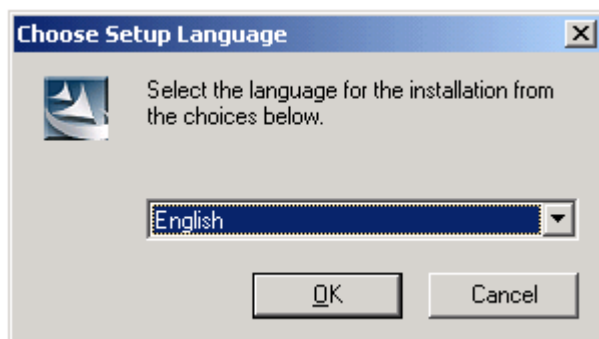 Choose Setup Language
Select the language for the installation from
the choices below.
English
OK
Cancel